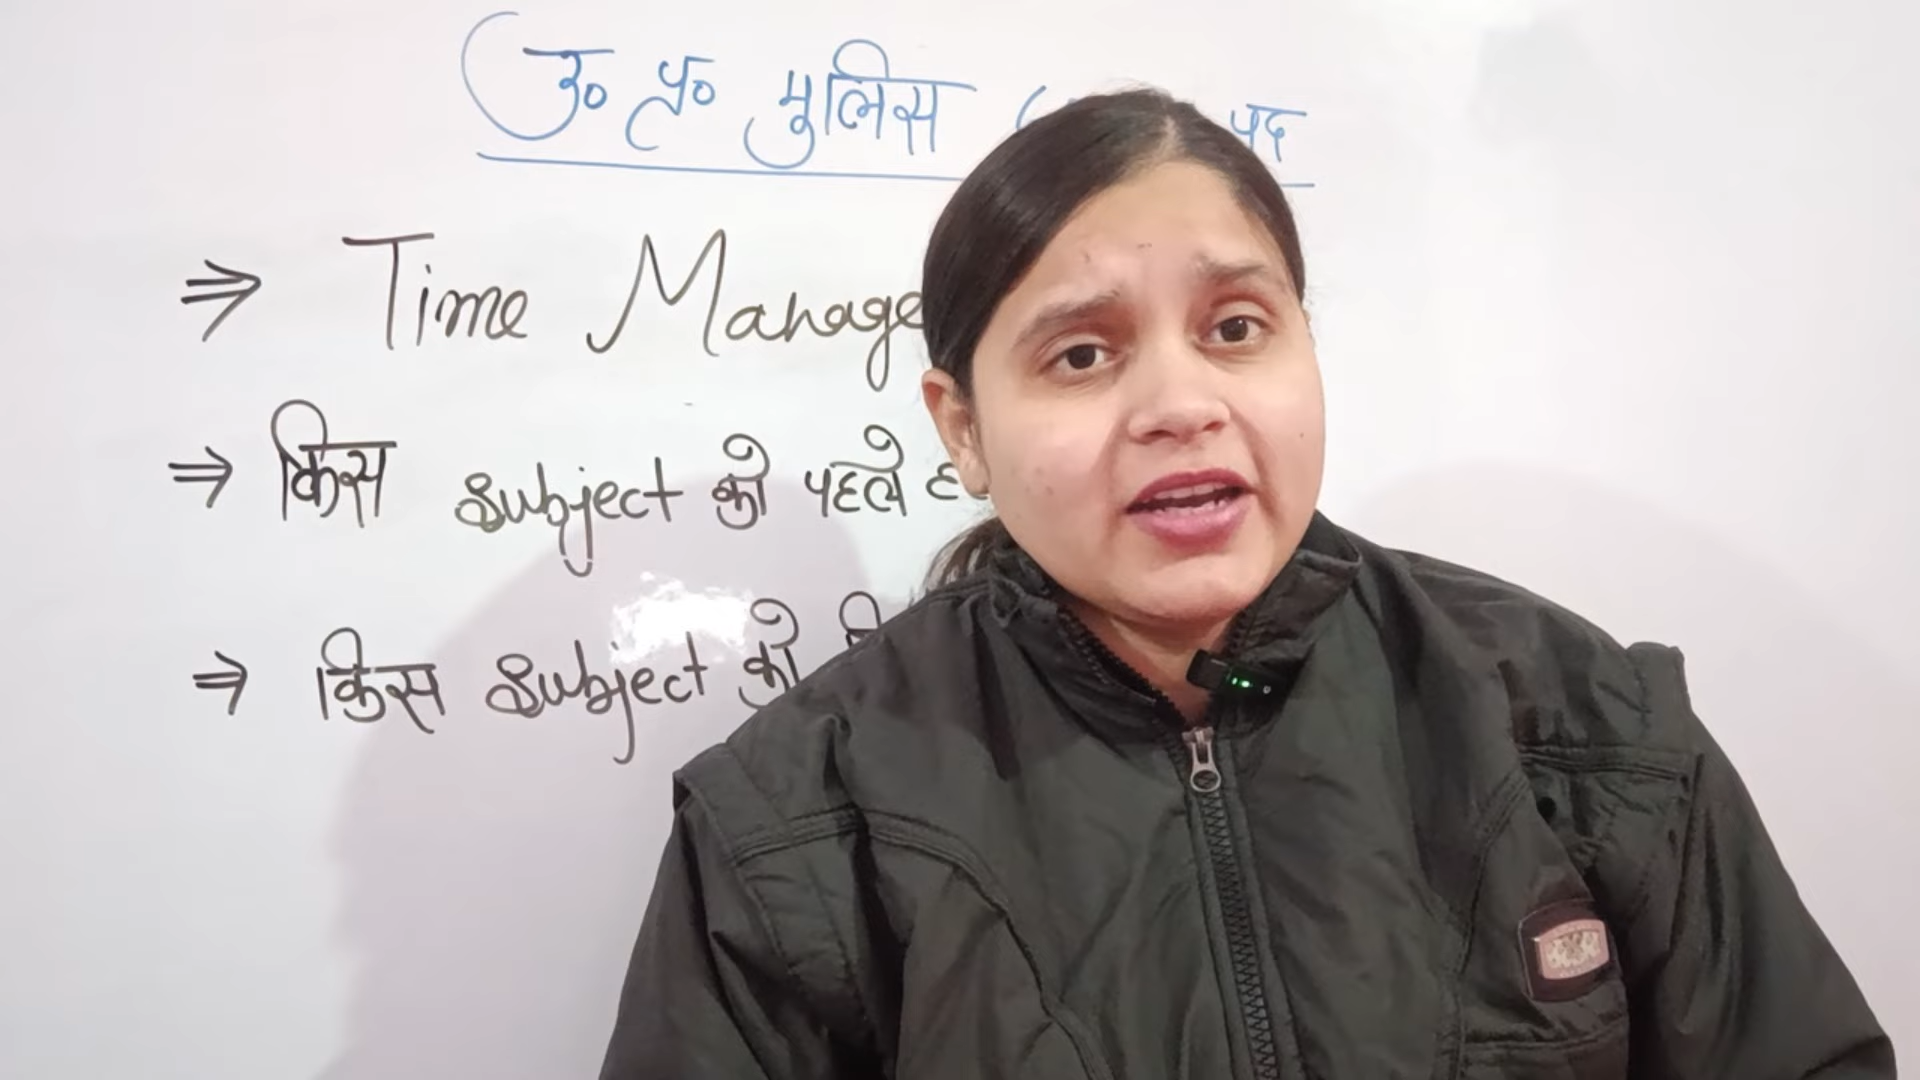 उ० प्र० पुलिस ( पद
⇒ Time Manage
⇒ किस subject को पहले ह
⇒ किस subject को